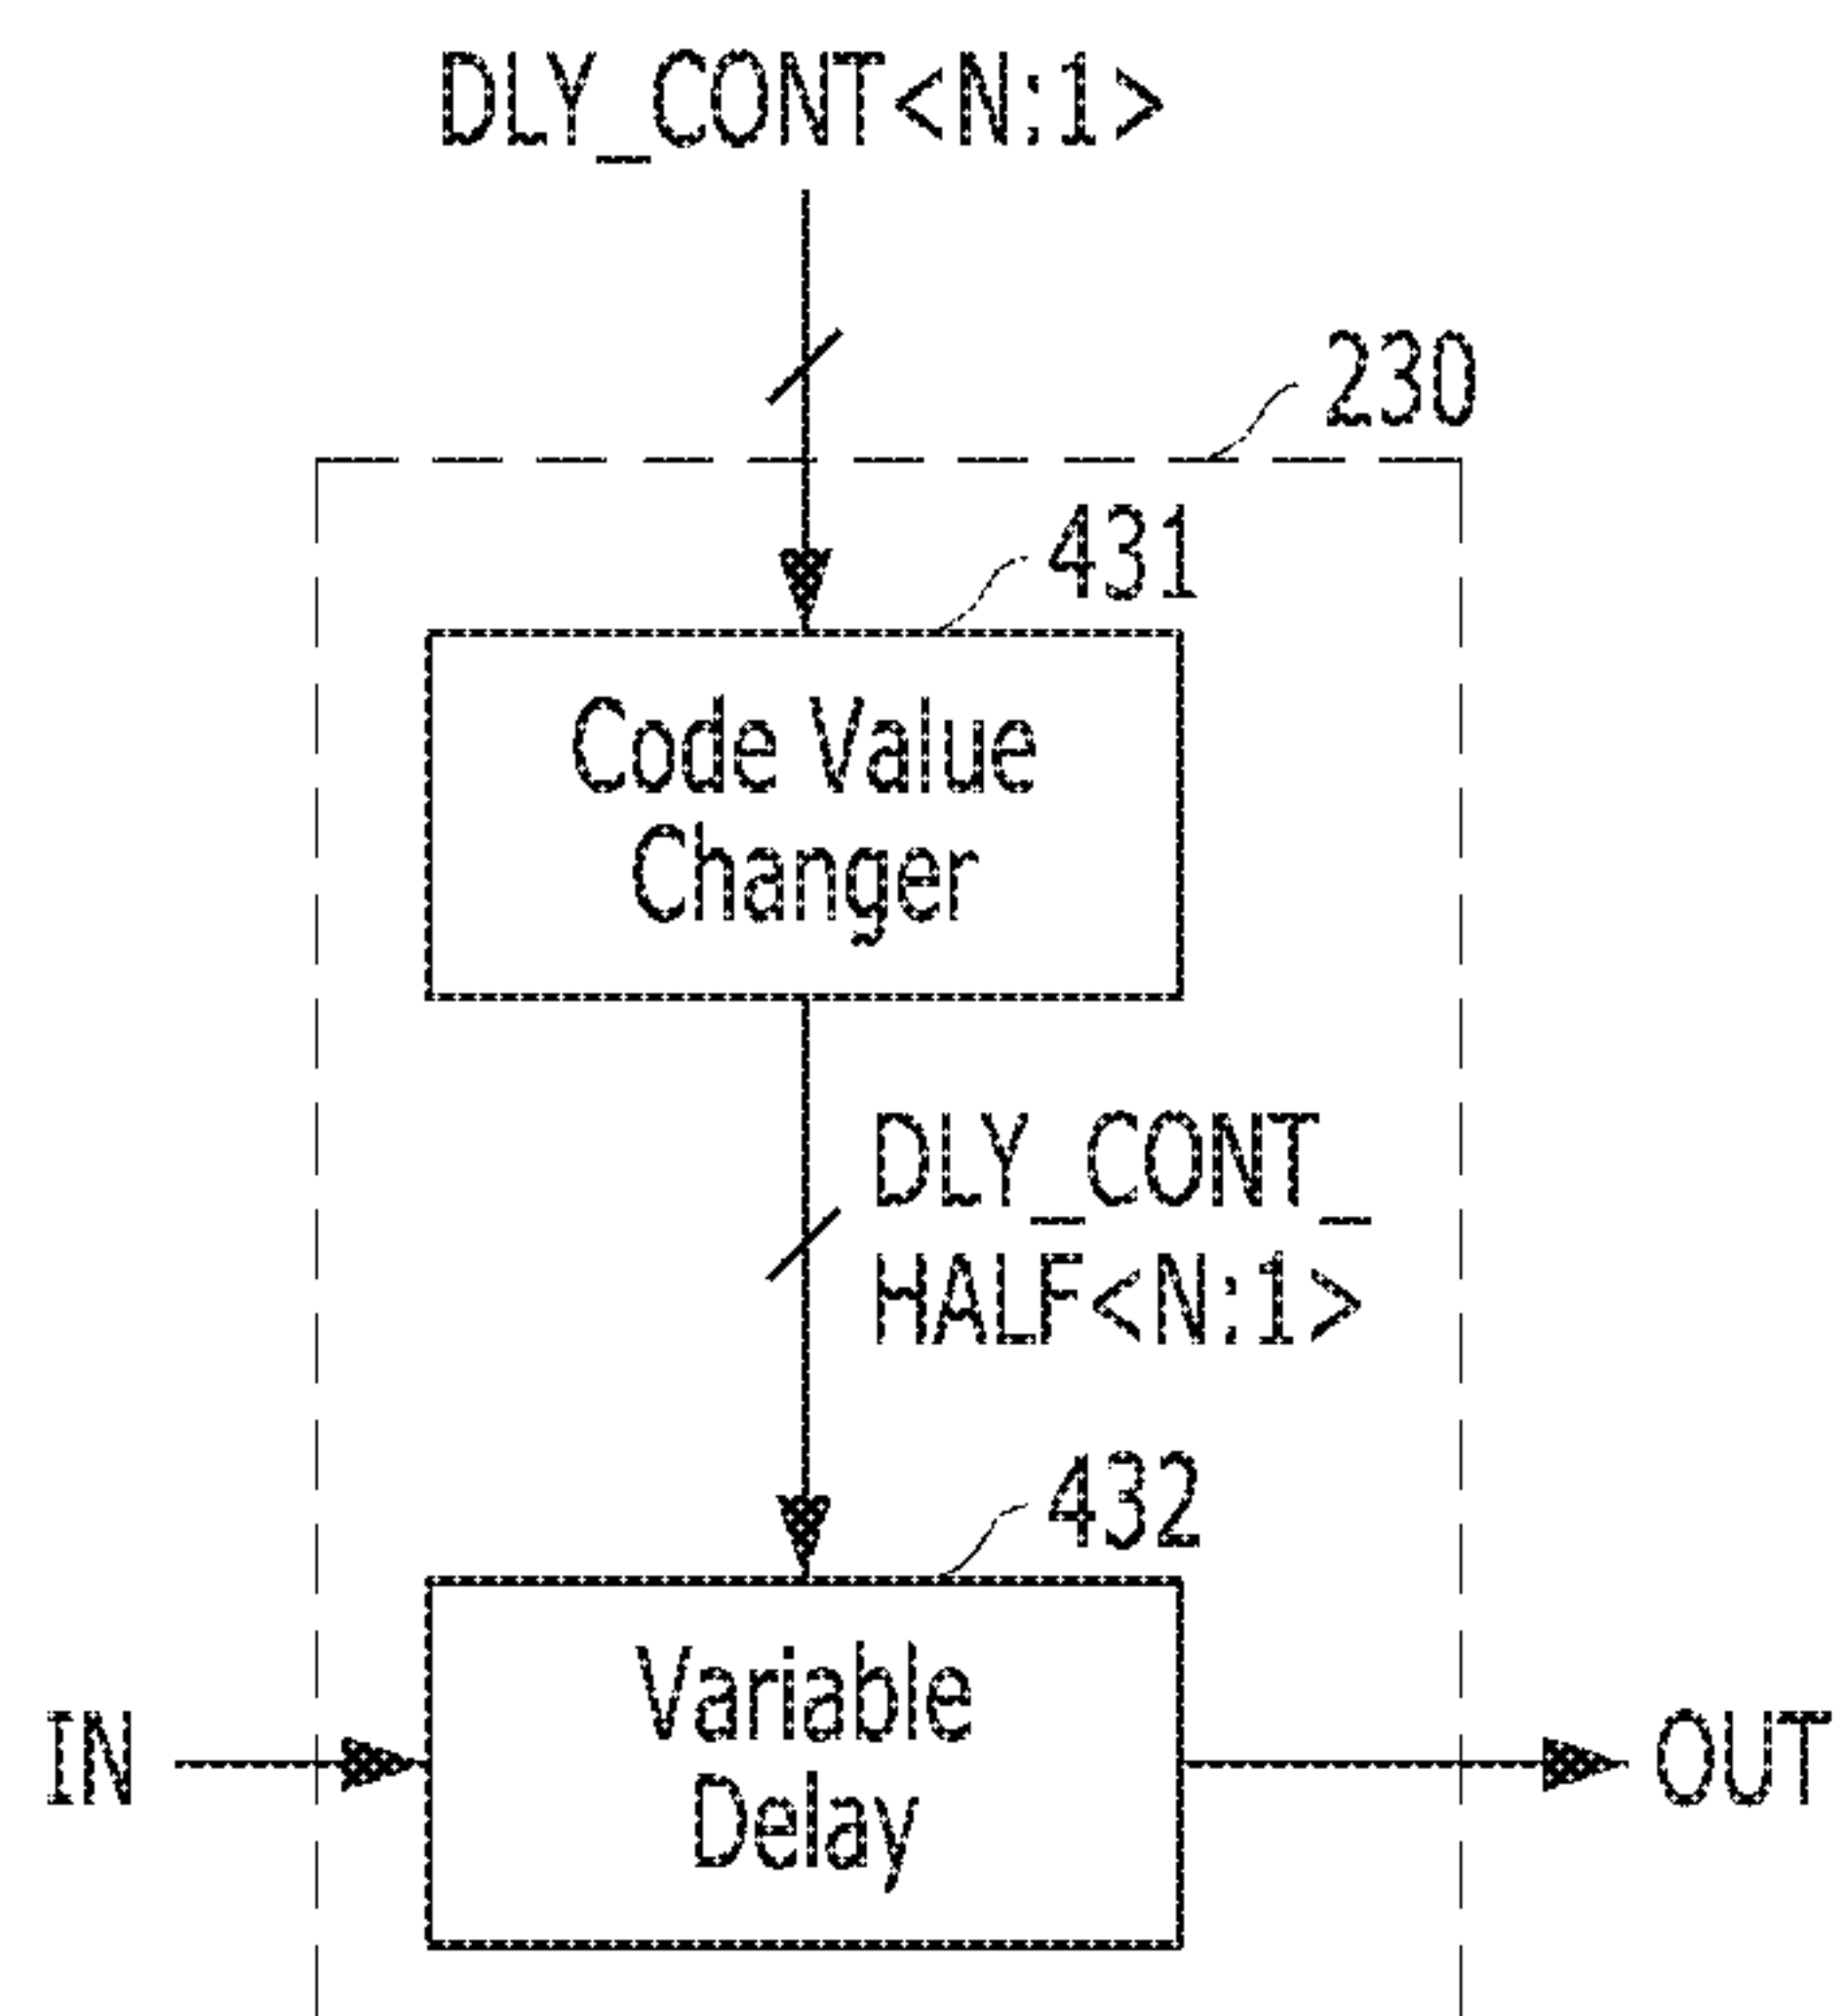 DLY_CONT<N:1>
230
431
Code Value
Changer
DLY_CONT_
HALF<N:1>
432
Variable
Delay
IN
OUT